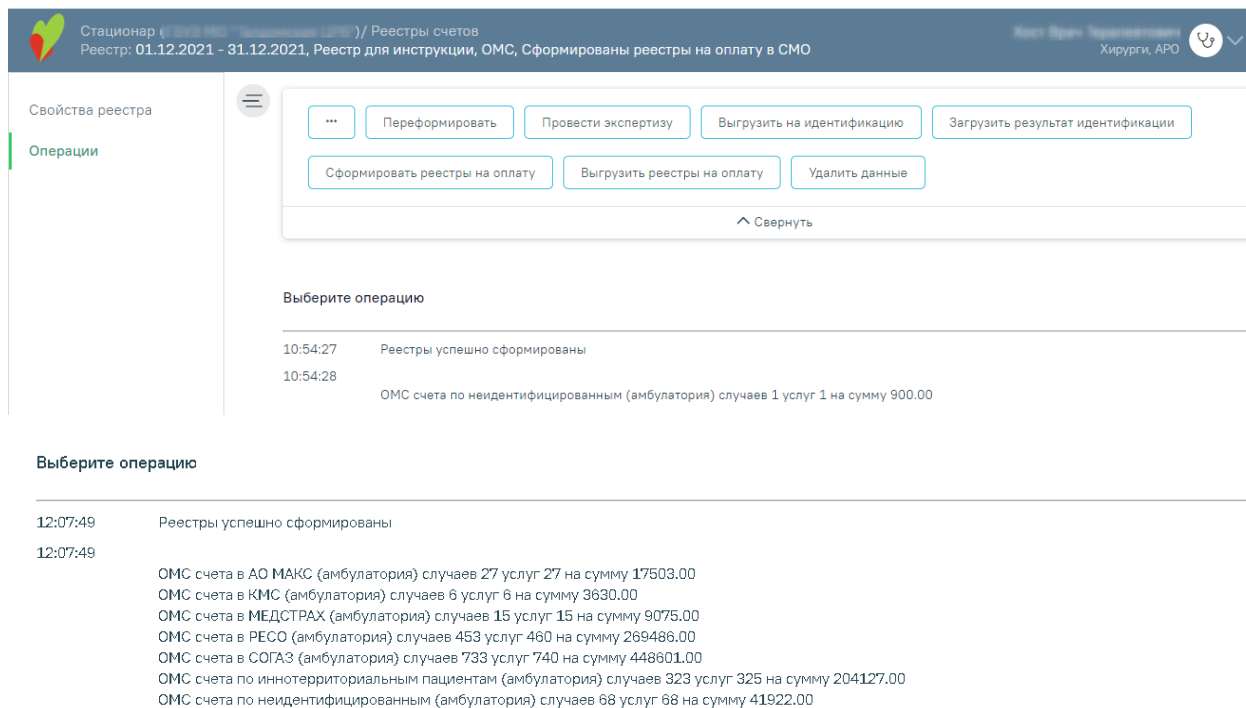 Стационар ( )/ Реестры счетов
Реестр: 01.12.2021 - 31.12.2021, Реестр для инструкции, ОМС, Сформированы реестры на оплату в СМО
Хирурги, АРО
Свойства реестра
Операции
... Переформировать Провести экспертизу Выгрузить на идентификацию Загрузить результат идентификации
Сформировать реестры на оплату Выгрузить реестры на оплату Удалить данные
Свернуть
Выберите операцию
10:54:27 Реестры успешно сформированы
10:54:28
ОМС счета по неидентифицированным (амбулатория) случаев 1 услуг 1 на сумму 900.00
Выберите операцию
12:07:49 Реестры успешно сформированы
12:07:49
ОМС счета в АО МАКС (амбулатория) случаев 27 услуг 27 на сумму 17503.00
ОМС счета в КМС (амбулатория) случаев 6 услуг 6 на сумму 3630.00
ОМС счета в МЕДСТРАХ (амбулатория) случаев 15 услуг 15 на сумму 9075.00
ОМС счета в РЕСО (амбулатория) случаев 453 услуг 460 на сумму 269486.00
ОМС счета в СОГАЗ (амбулатория) случаев 733 услуг 740 на сумму 448601.00
ОМС счета по иннотерриториальным пациентам (амбулатория) случаев 323 услуг 325 на сумму 204127.00
ОМС счета по неидентифицированным (амбулатория) случаев 68 услуг 68 на сумму 41922.00